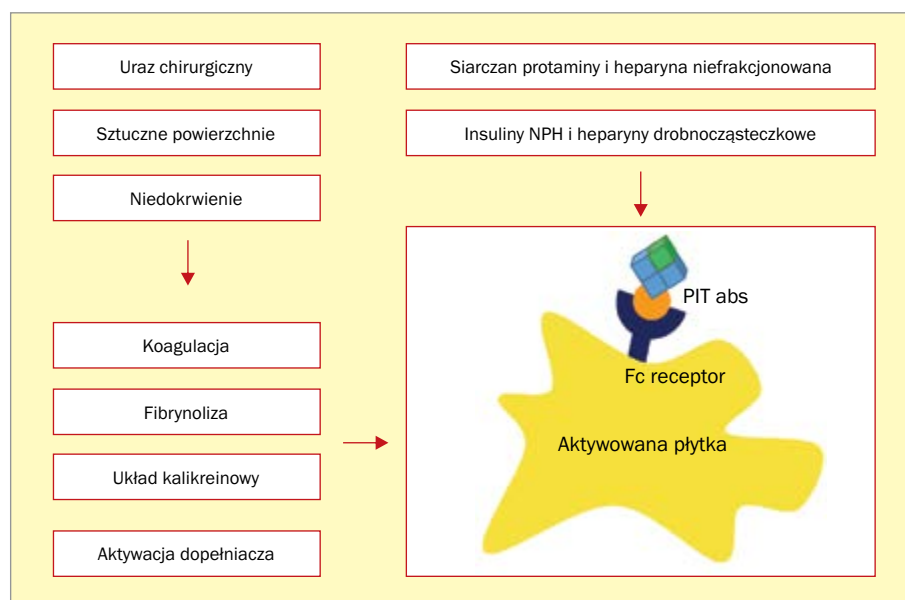 Uraz chirurgiczny
Sztuczne powierzchnie
Niedokrwienie
Koagulacja
Fibrynoliza
Układ kalikreinowy
Aktywacja dopełniacza
Siarczan protaminy i heparyna niefrakcjonowana
Insuliny NPH i heparyny drobnocząsteczkowe
PIT abs
Fc receptor
Aktywowana płytka